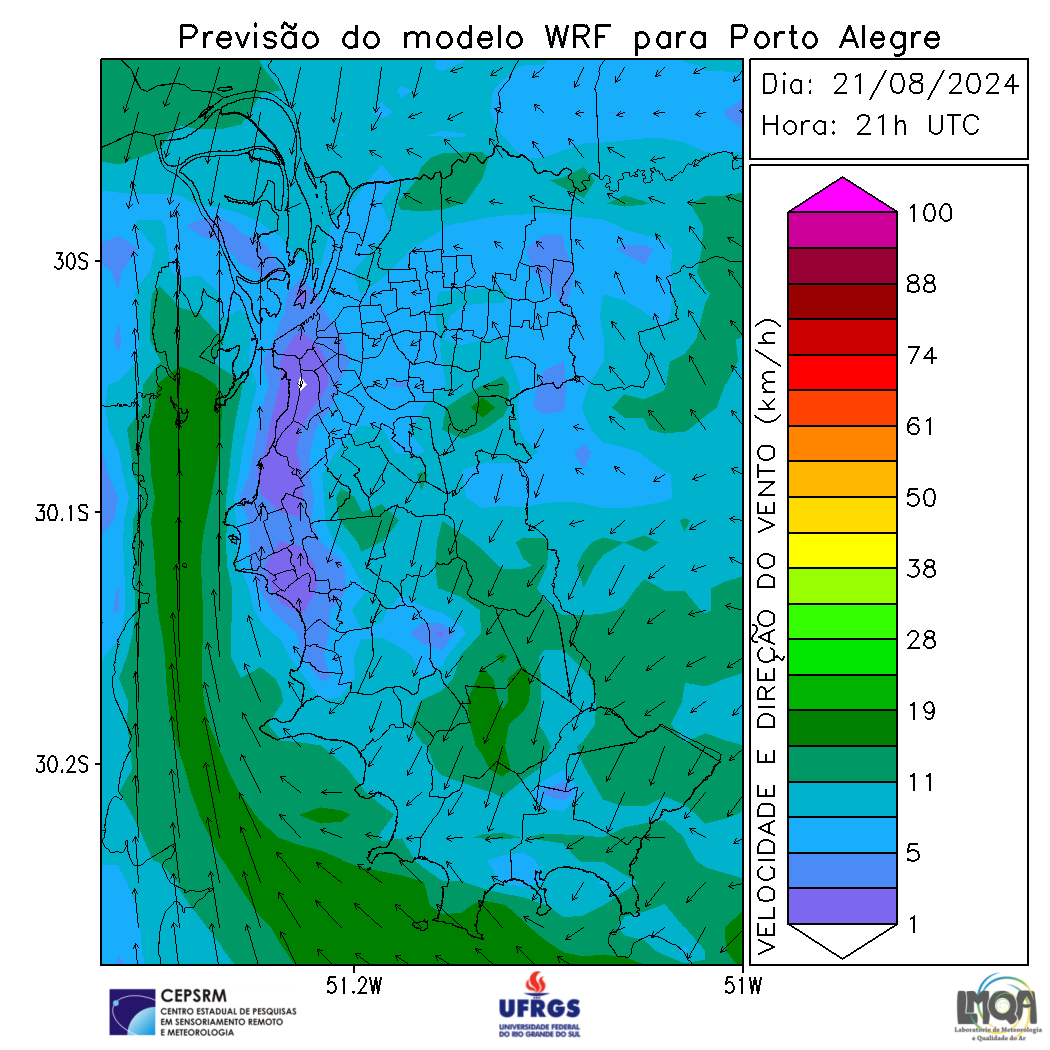 Previsão do modelo WRF para Porto Alegre
Dia: 21/08/2024
Hora: 21h UTC
30S
30.1S
30.2S
51.2W
51W
VELOCIDADE E DIREÇÃO DO VENTO (km/h)
100
88
74
61
50
38
28
19
11
5
1
CEPSRM
CENTRO ESTADUAL DE PESQUISAS
EM SENSORIAMENTO REMOTO
E METEOROLOGIA
UFRGS
UNIVERSIDADE FEDERAL
DO RIO GRANDE DO SUL
LMQA
Laboratório de Meteorologia
e Qualidade do Ar